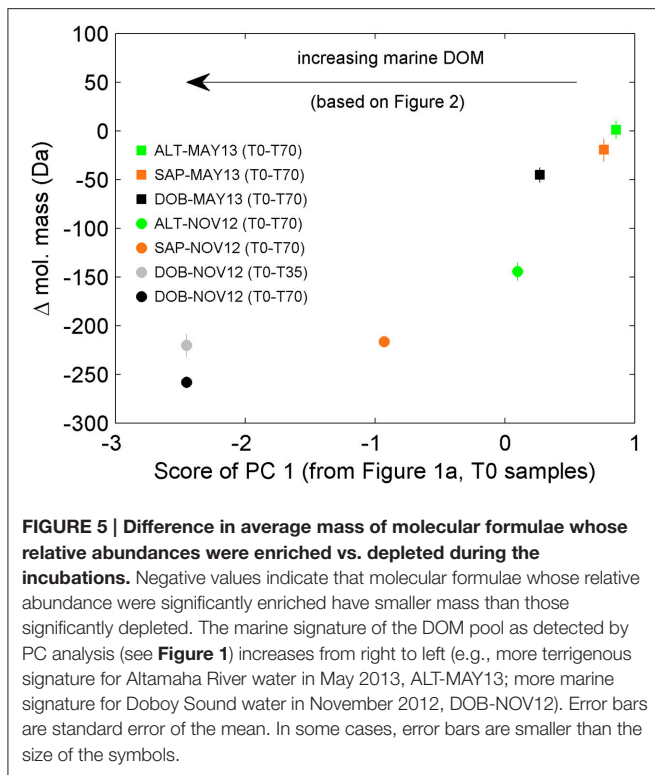 100
50
0
-50
-100
-150
-200
-250
-300
Δ mol. mass (Da)
increasing marine DOM
(based on Figure 2)
ALT-MAY13 (T0-T70)
SAP-MAY13 (T0-T70)
DOB-MAY13 (T0-T70)
ALT-NOV12 (T0-T70)
SAP-NOV12 (T0-T70)
DOB-NOV12 (T0-T35)
DOB-NOV12 (T0-T70)
-3 -2 -1 0 1
Score of PC 1 (from Figure 1a, T0 samples)
FIGURE 5 | Difference in average mass of molecular formulae whose
relative abundances were enriched vs. depleted during the
incubations. Negative values indicate that molecular formulae whose relative
abundance were significantly enriched have smaller mass than those
significantly depleted. The marine signature of the DOM pool as detected by
PC analysis (see Figure 1) increases from right to left (e.g., more terrigenous
signature for Altamaha River water in May 2013, ALT-MAY13; more marine
signature for Doboy Sound water in November 2012, DOB-NOV12). Error bars
are standard error of the mean. In some cases, error bars are smaller than the
size of the symbols.